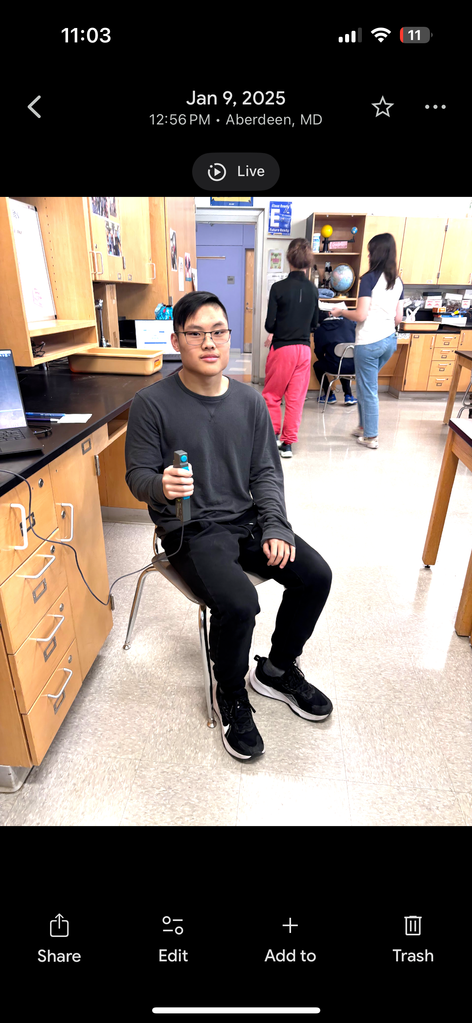 11:03
11
Jan 9, 2025
12:56 PM • Aberdeen, MD
Live
E
Share
Edit
Add to
Trash